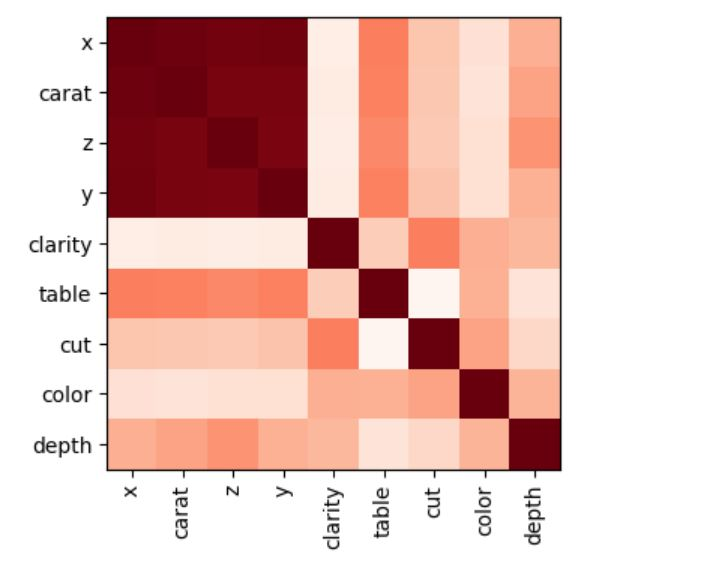 x
carat
z
y
clarity
table
cut
color
depth
x
carat
z
y
clarity
table
cut
color
depth